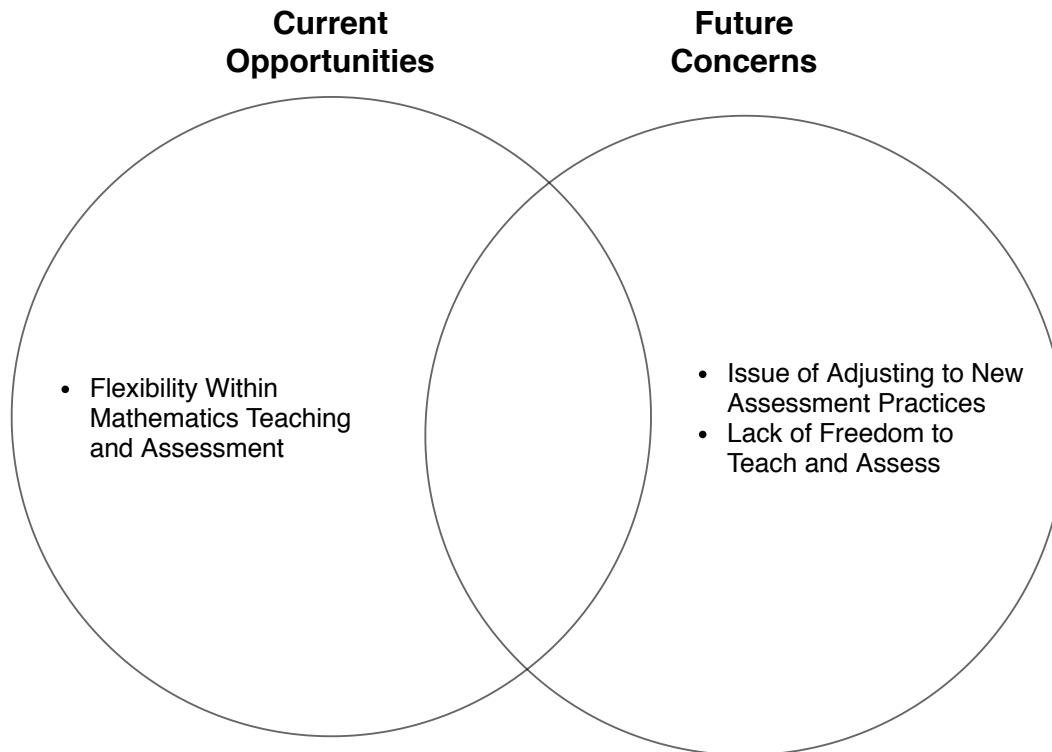 Current
Opportunities
Future
Concerns
• Flexibility Within
Mathematics Teaching
and Assessment
• Issue of Adjusting to New
Assessment Practices
• Lack of Freedom to
Teach and Assess